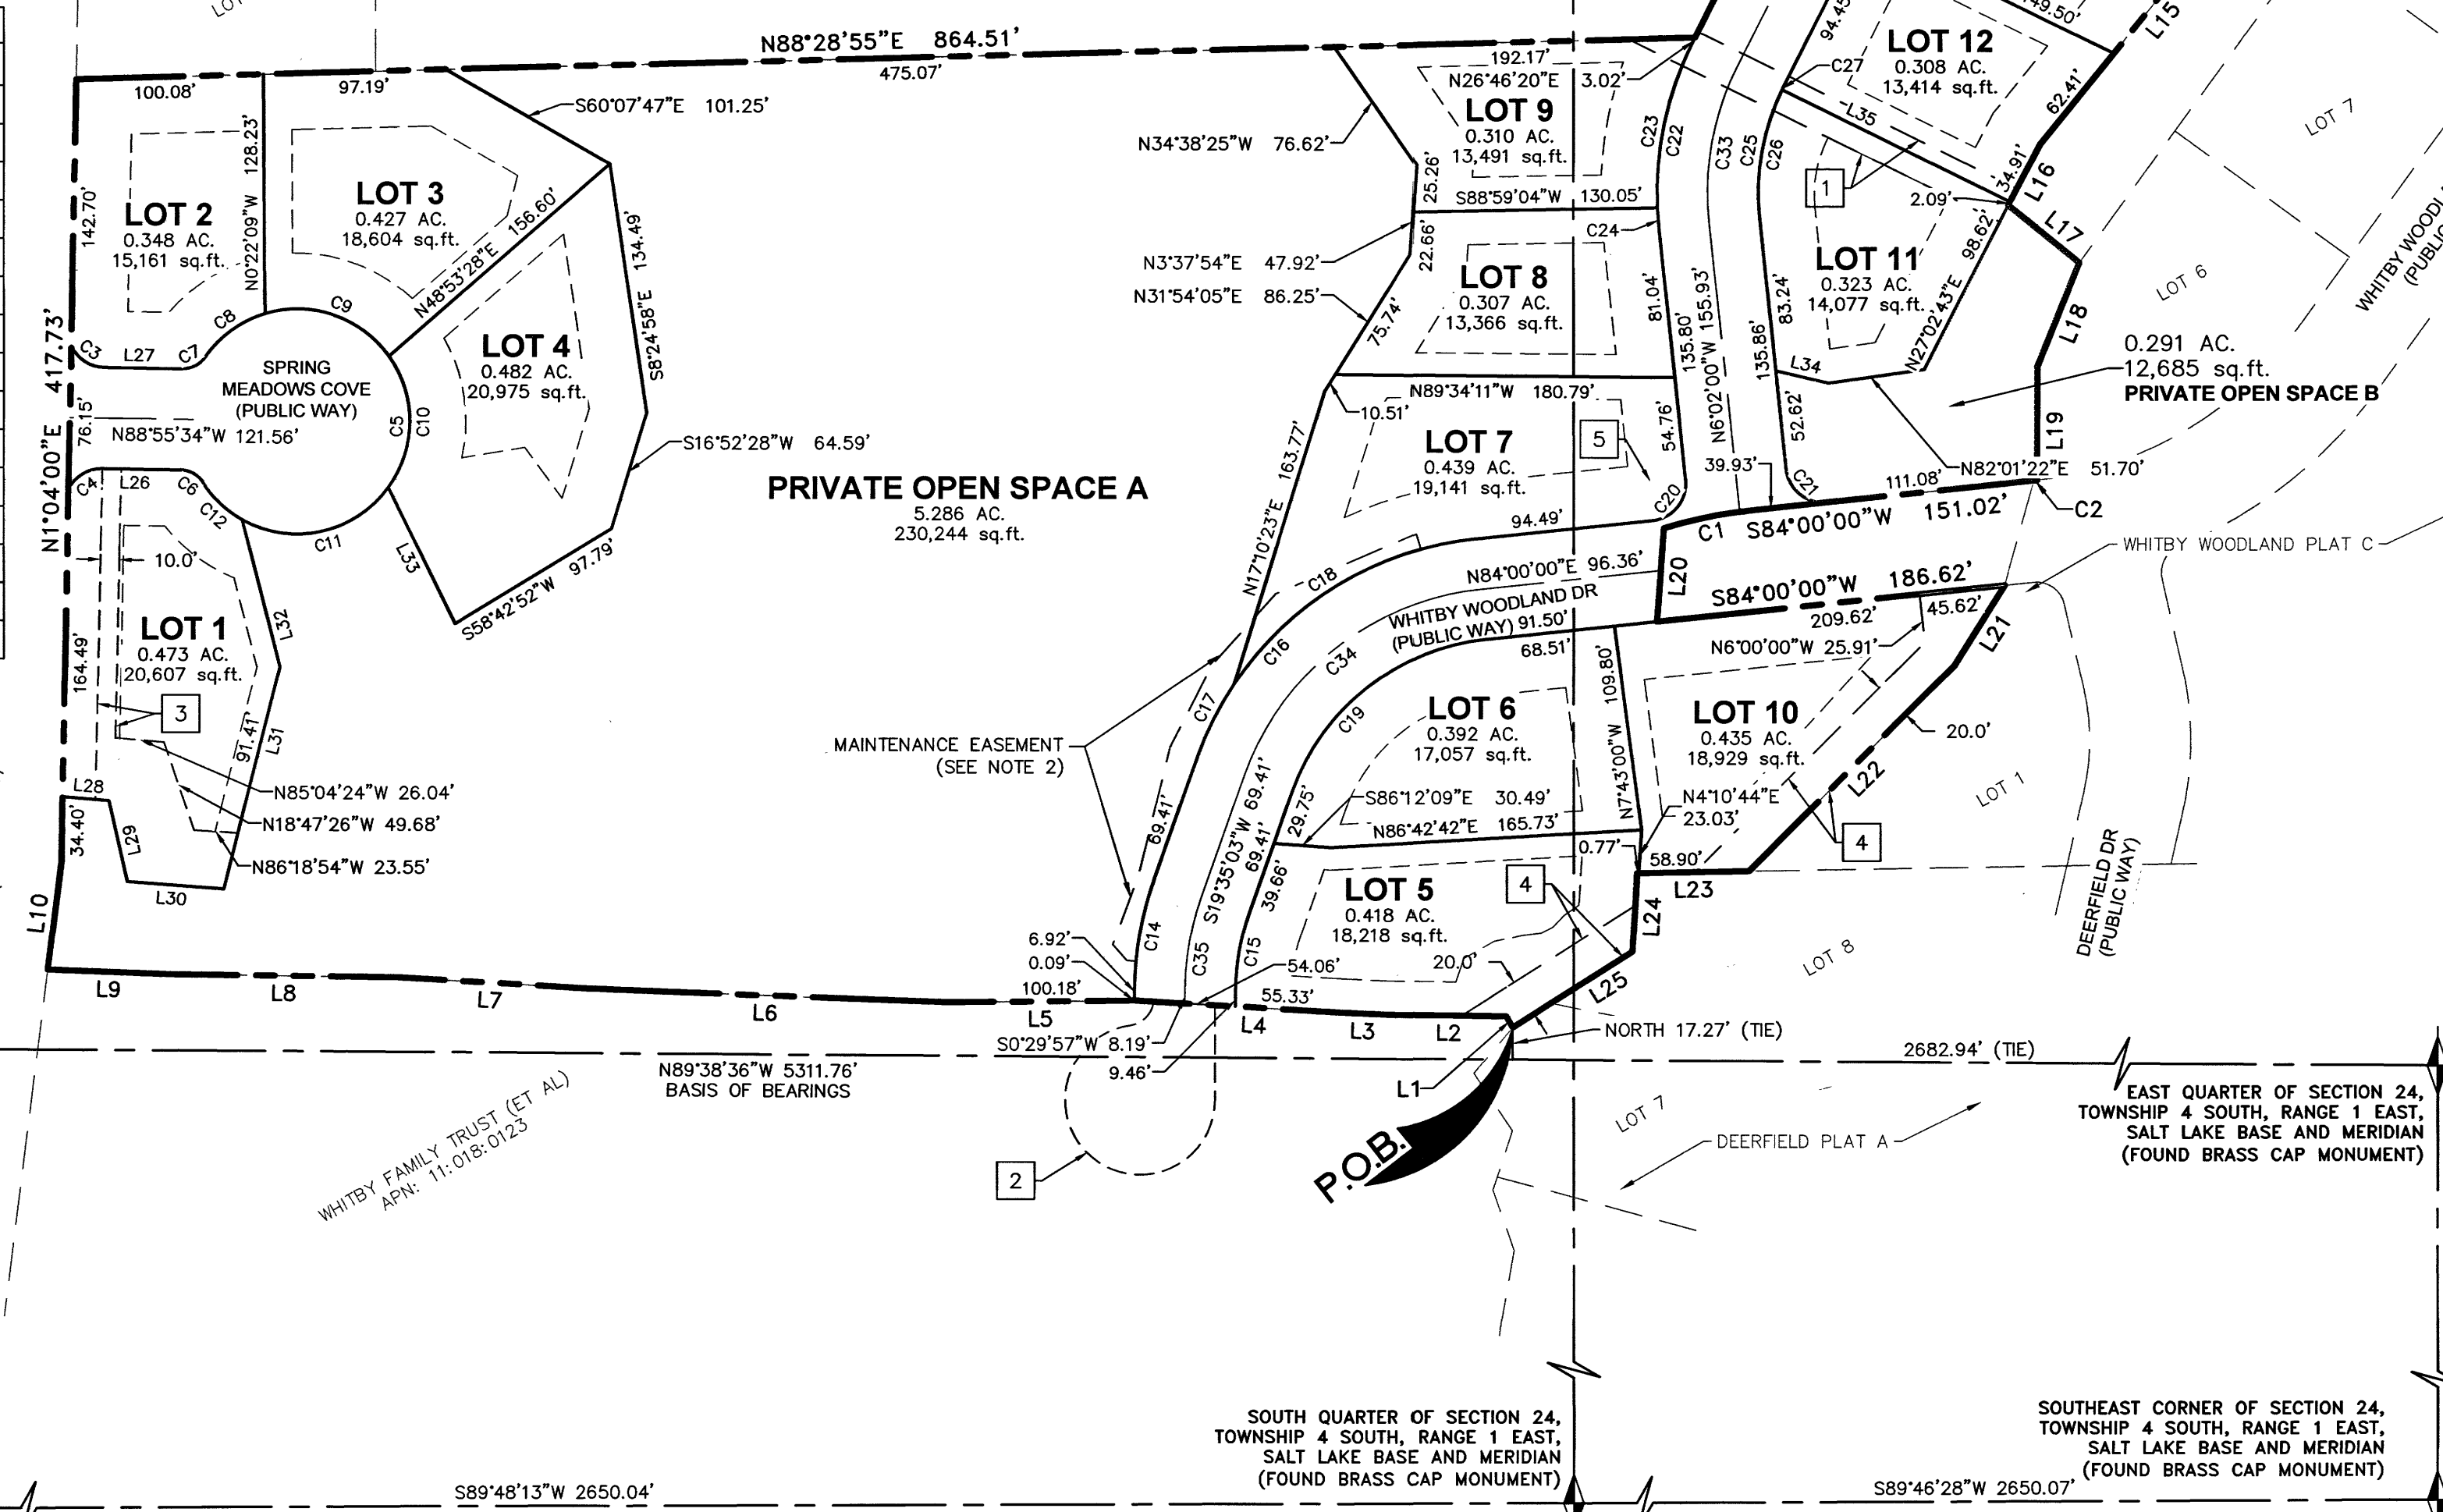 LOT
N88°28'55"E 864.51'
100.08'
97.19'
475.07'
192.17'
N26°46'20"E 3.02'
S60°07'47"E 101.25'
N34°38'25"W 76.62'
LOT 9
0.310 AC.
13,491 sq.ft.
C23
C22
C33
C25
C26
94.45'
LOT 12
0.308 AC.
13,414 sq.ft.
C27
L35
49.50'
L15
62.41'
34.91'
L16
2.09'
L17
1
LOT 7
LOT 6
WHITBY WOODL
(PUBLIC
142.70'
LOT 2
0.348 AC.
15,161 sq.ft.
N0°22'09"W 128.23'
LOT 3
0.427 AC.
18,604 sq.ft.
N48°53'28"E 156.60'
S8°24'58"E 134.49'
LOT 4
0.482 AC.
20,975 sq.ft.
25.26'
S88°59'04"W 130.05'
C24
22.66'
N3°37'54"E 47.92'
N31°54'05"E 86.25'
75.74'
LOT 8
0.307 AC.
13,366 sq.ft.
81.04'
135.80'
N6°02'00"W 155.93'
135.86'
83.24'
LOT 11
0.323 AC.
14,077 sq.ft.
98.62'
N27°02'43"E
L34
L18
L19
0.291 AC.
12,685 sq.ft.
PRIVATE OPEN SPACE B
N1°04'00"E 417.73'
C3
L27
C7
C8
C9
SPRING
MEADOWS COVE
(PUBLIC WAY)
C5
C10
76.15'
N88°55'34"W 121.56'
C4
L26
C6
C12
C11
S16°52'28"W 64.59'
PRIVATE OPEN SPACE A
5.286 AC.
230,244 sq.ft.
N89°34'11"W 180.79'
10.51'
N17°10'23"E 163.77'
LOT 7
0.439 AC.
19,141 sq.ft.
5
54.76'
C20
39.93'
52.62'
C21
111.08'
N82°01'22"E 51.70'
C1 S84°00'00"W 151.02'
C2
94.49'
WHITBY WOODLAND PLAT C
10.0'
L33
S58°42'52"W 97.79'
L32
LOT 1
0.473 AC.
20,607 sq.ft.
164.49'
3
91.41'
L31
C18
N84°00'00"E 96.36'
WHITBY WOODLAND DR
(PUBLIC WAY) 91.50'
L20
S84°00'00"W 186.62'
209.62'
45.62'
N6°00'00"W 25.91'
L21
68.51'
C16
C34
C17
C19
MAINTENANCE EASEMENT
(SEE NOTE 2)
LOT 6
0.392 AC.
17,057 sq.ft.
N7°43'00"W 109.80'
LOT 10
0.435 AC.
18,929 sq.ft.
20.0'
L22
LOT 1
L28
N85°04'24"W 26.04'
N18°47'26"W 49.68'
N86°18'54"W 23.55'
34.40'
L29
L30
L10
69.41'
S19°35'03"W 69.41'
69.41'
29.75'
S86°12'09"E 30.49'
N86°42'42"E 165.73'
N4°10'44"E
23.03'
0.77'
4
58.90'
L23
DEERFIELD DR
(PUBLIC WAY)
39.66'
LOT 5
0.418 AC.
18,218 sq.ft.
4
L24
LOT 8
6.92'
0.09'
C14
C35
C15
54.06'
20.0'
100.18'
55.33'
L25
L9
L8
L7
L6
L5
L4
L3
L2
S0°29'57"W 8.19'
9.46'
NORTH 17.27' (TIE)
2682.94' (TIE)
N89°38'36"W 5311.76'
BASIS OF BEARINGS
L1
P.O.B.
LOT 7
DEERFIELD PLAT A
EAST QUARTER OF SECTION 24,
TOWNSHIP 4 SOUTH, RANGE 1 EAST,
SALT LAKE BASE AND MERIDIAN
(FOUND BRASS CAP MONUMENT)
WHITBY FAMILY TRUST (ET AL)
APN: 11:018:0123
2
SOUTH QUARTER OF SECTION 24,
TOWNSHIP 4 SOUTH, RANGE 1 EAST,
SALT LAKE BASE AND MERIDIAN
(FOUND BRASS CAP MONUMENT)
SOUTHEAST CORNER OF SECTION 24,
TOWNSHIP 4 SOUTH, RANGE 1 EAST,
SALT LAKE BASE AND MERIDIAN
(FOUND BRASS CAP MONUMENT)
S89°48'13"W 2650.04'
S89°46'28"W 2650.07'